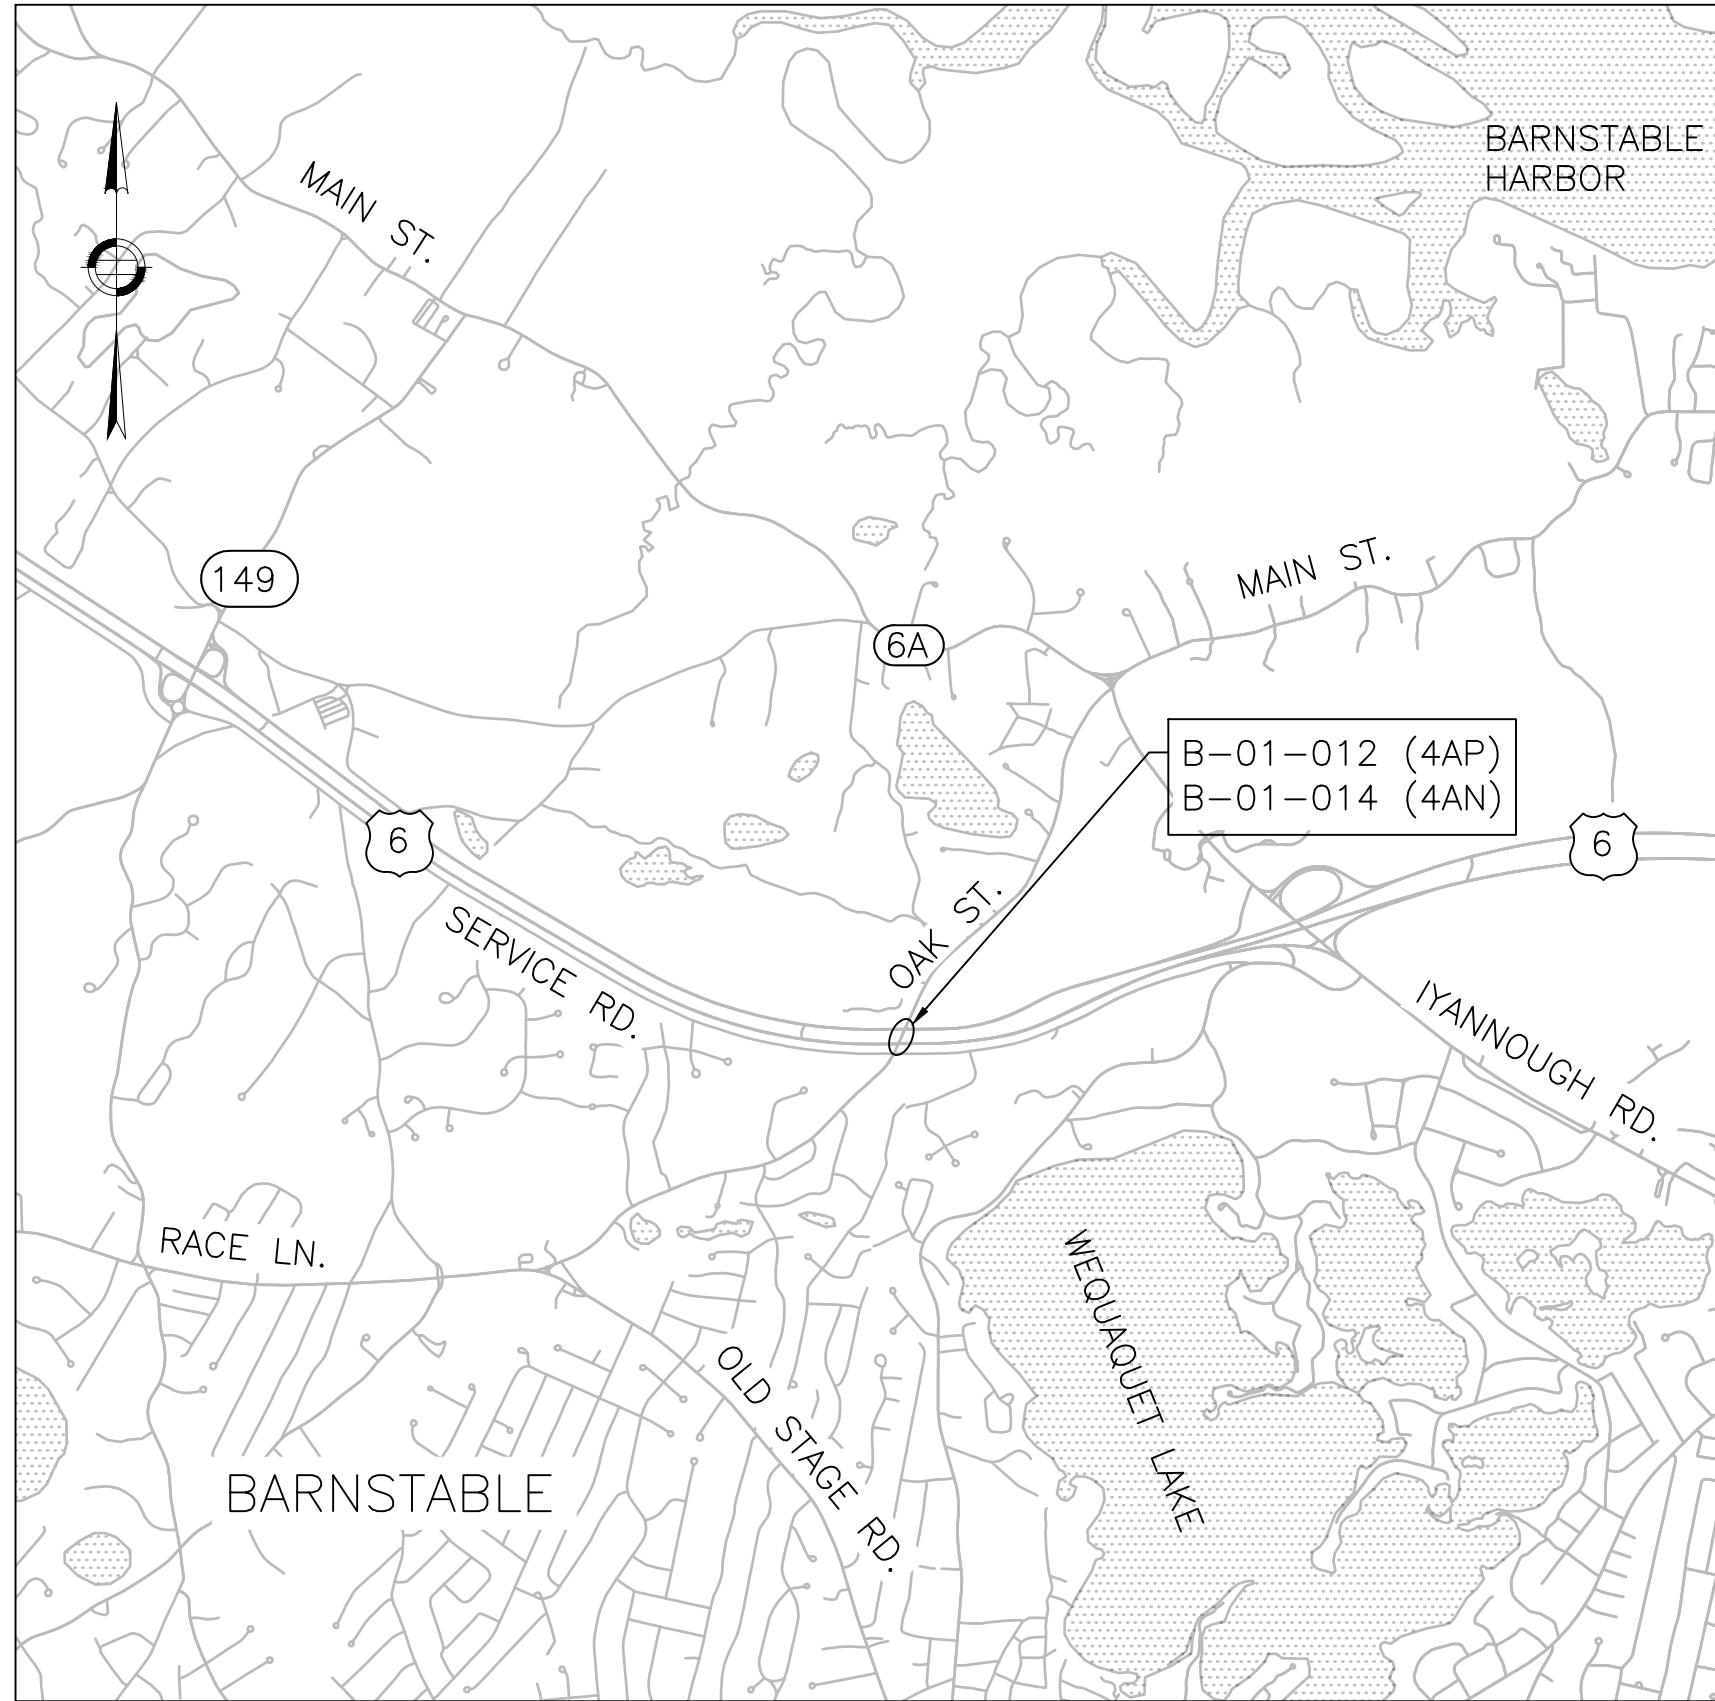 BARNSTABLE
HARBOR
MAIN ST.
149
MAIN ST.
6A
B-01-012 (4AP)
B-01-014 (4AN)
6
6
SERVICE RD.
OAK ST.
IYANNOUGH RD.
RACE LN.
WEQUAQUET LAKE
OLD STAGE RD.
BARNSTABLE